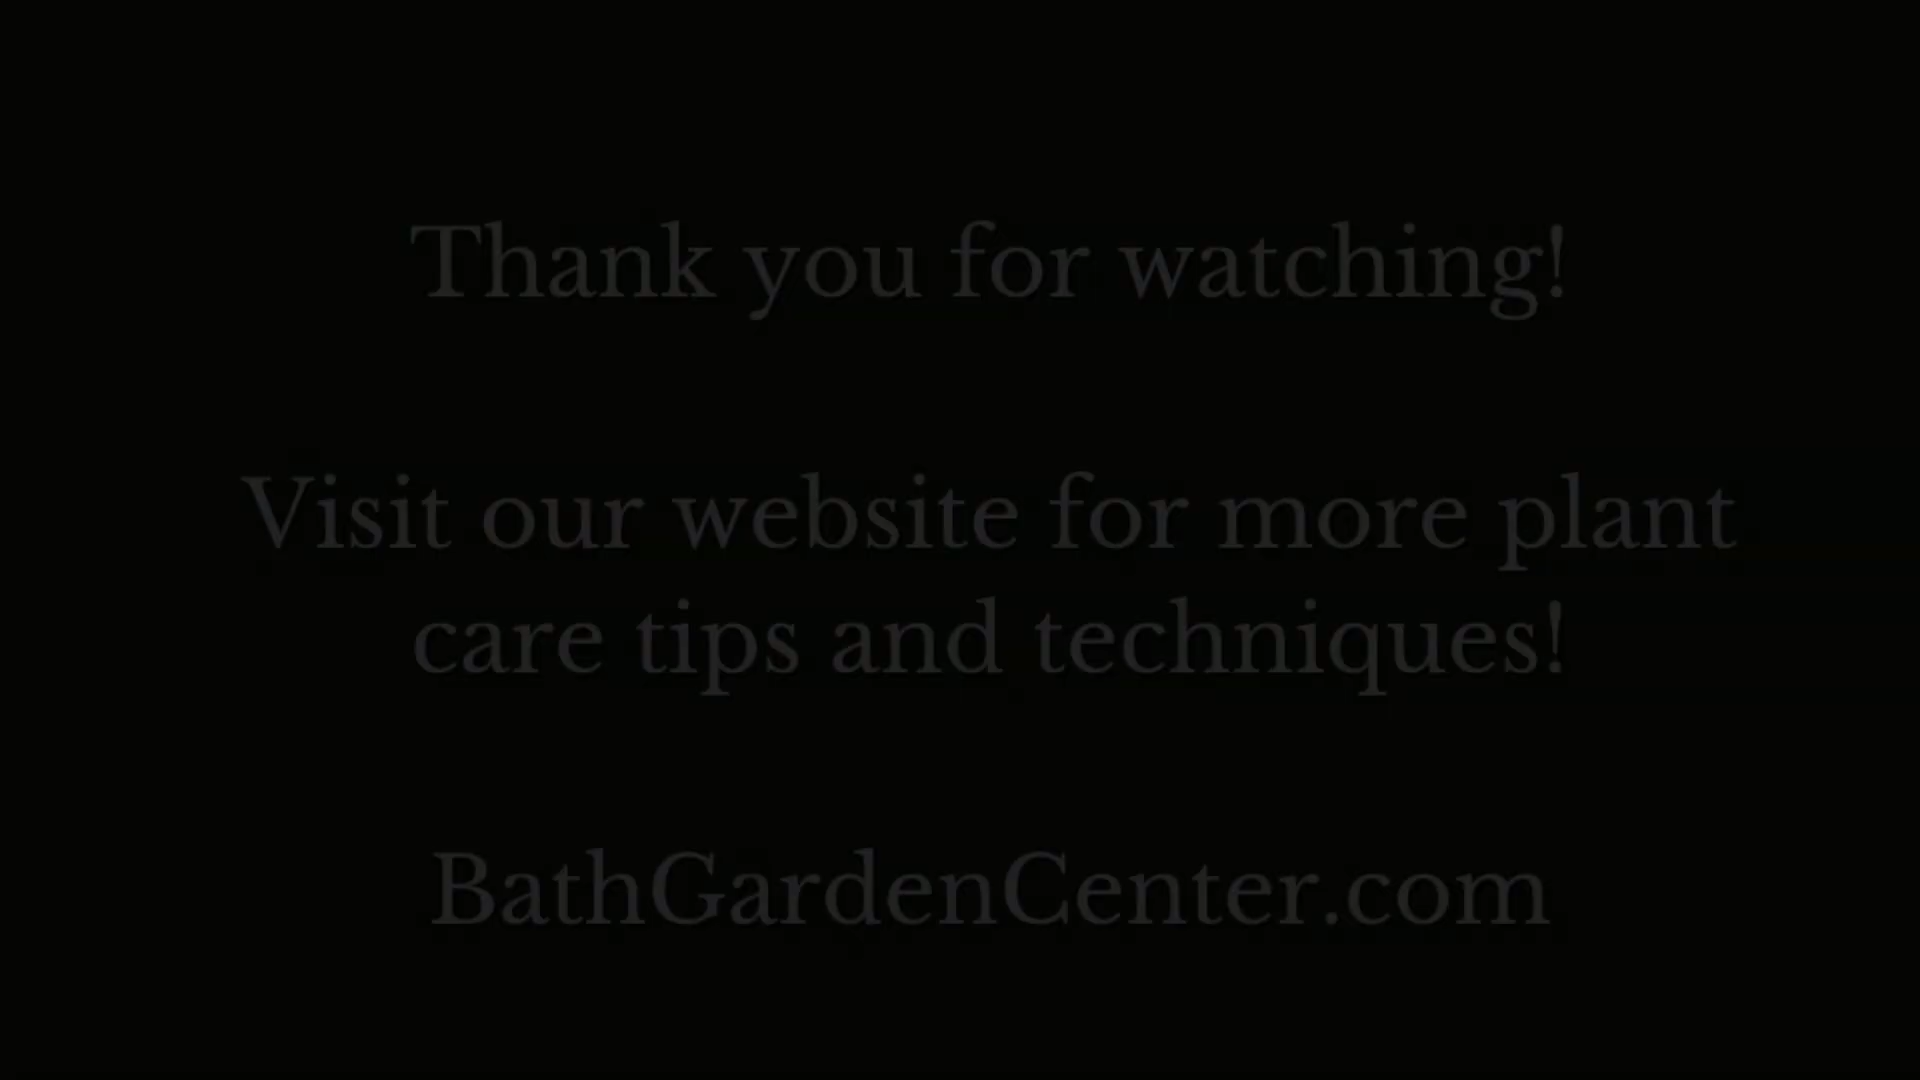 Thank you for watching!
Visit our website for more plant
care tips and techniques!
BathGardenCenter.com